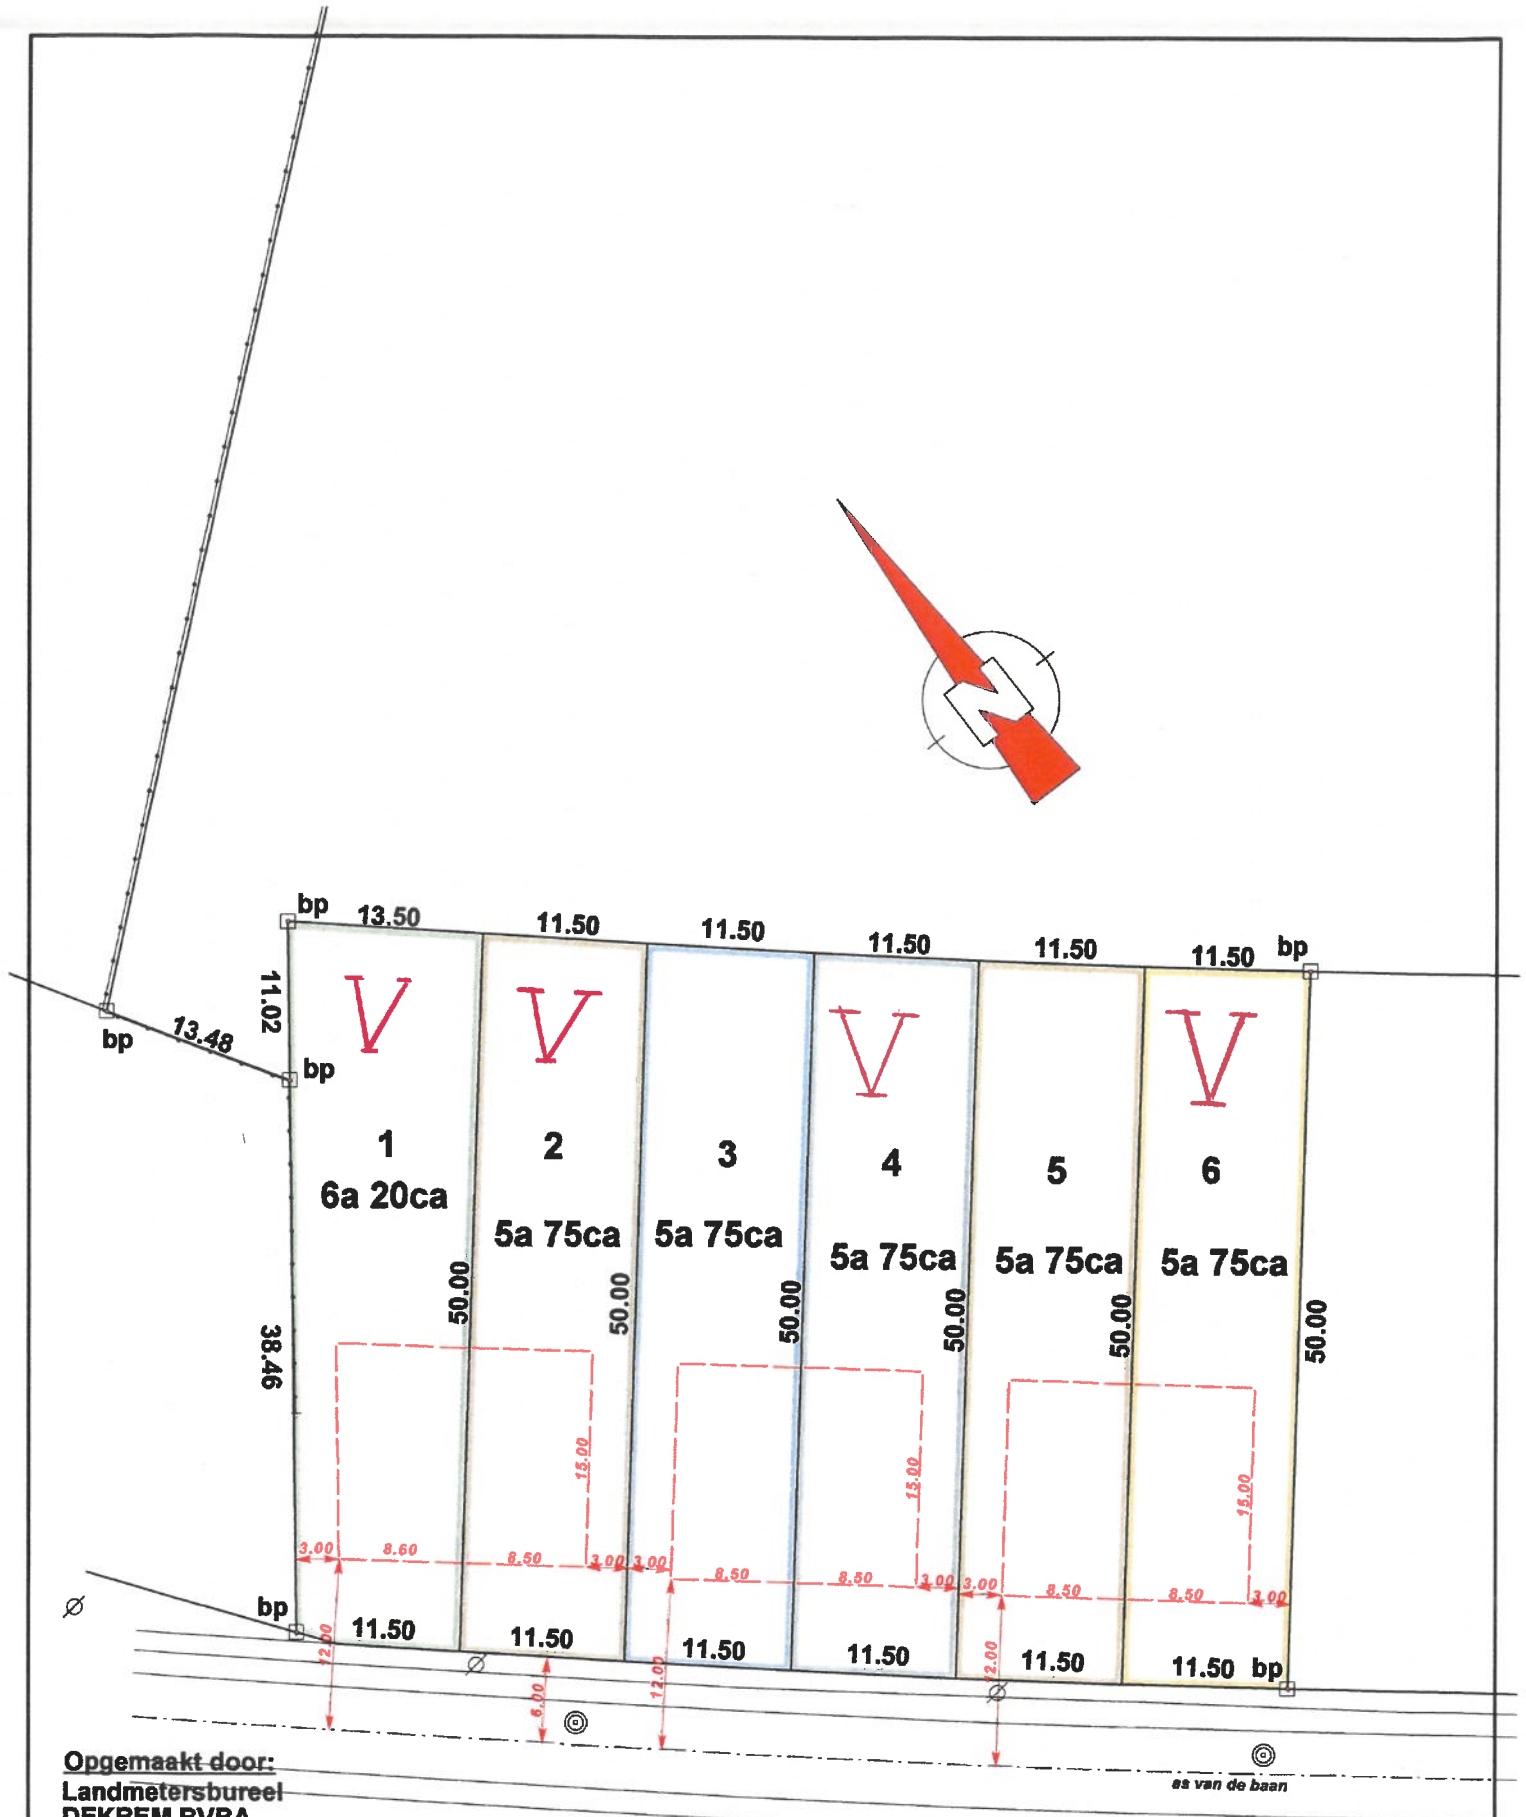 N
bp 13.50 11.50 11.50 11.50 11.50 11.50 bp
11.02
bp 13.48 bp
V V V V
1 2 3 4 5 6
6a 20ca 5a 75ca 5a 75ca 5a 75ca 5a 75ca 5a 75ca
50.00 50.00 50.00 50.00 50.00 50.00
38.46
15.00 15.00 15.00
3.00 8.60 8.50 3.00 3.00 8.50 8.50 3.00 3.00 8.50 8.50 3.00
bp 11.50 11.50 11.50 11.50 11.50 11.50 bp
12.00 6.00 12.00 12.00
as van de baan
Opgemaakt door:
Landmetersbureel
DEKREM BVBA